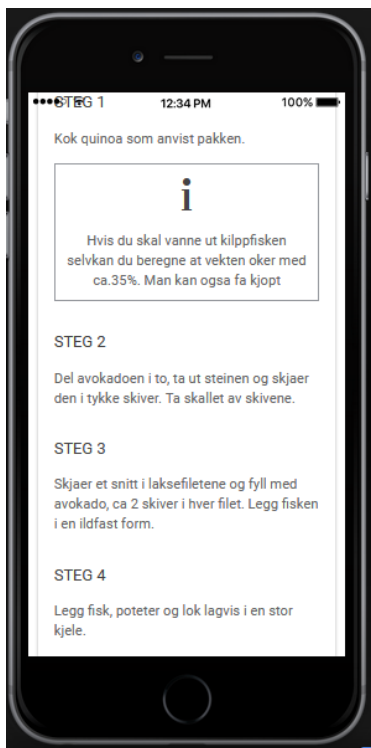 STEG 1
12:34 PM
100%
Kok quinoa som anvist pakken.
i
Hvis du skal vanne ut kilppfisken
selvkan du beregne at vekten oker med
ca.35%. Man kan ogsa fa kjopt
STEG 2
Del avokadoen i to, ta ut steinen og skjaer
den i tykke skiver. Ta skallet av skivene.
STEG 3
Skjaer et snitt i laksefiletene og fyll med
avokado, ca 2 skiver i hver filet. Legg fisken
i en ildfast form.
STEG 4
Legg fisk, poteter og lok lagvis i en stor
kjele.